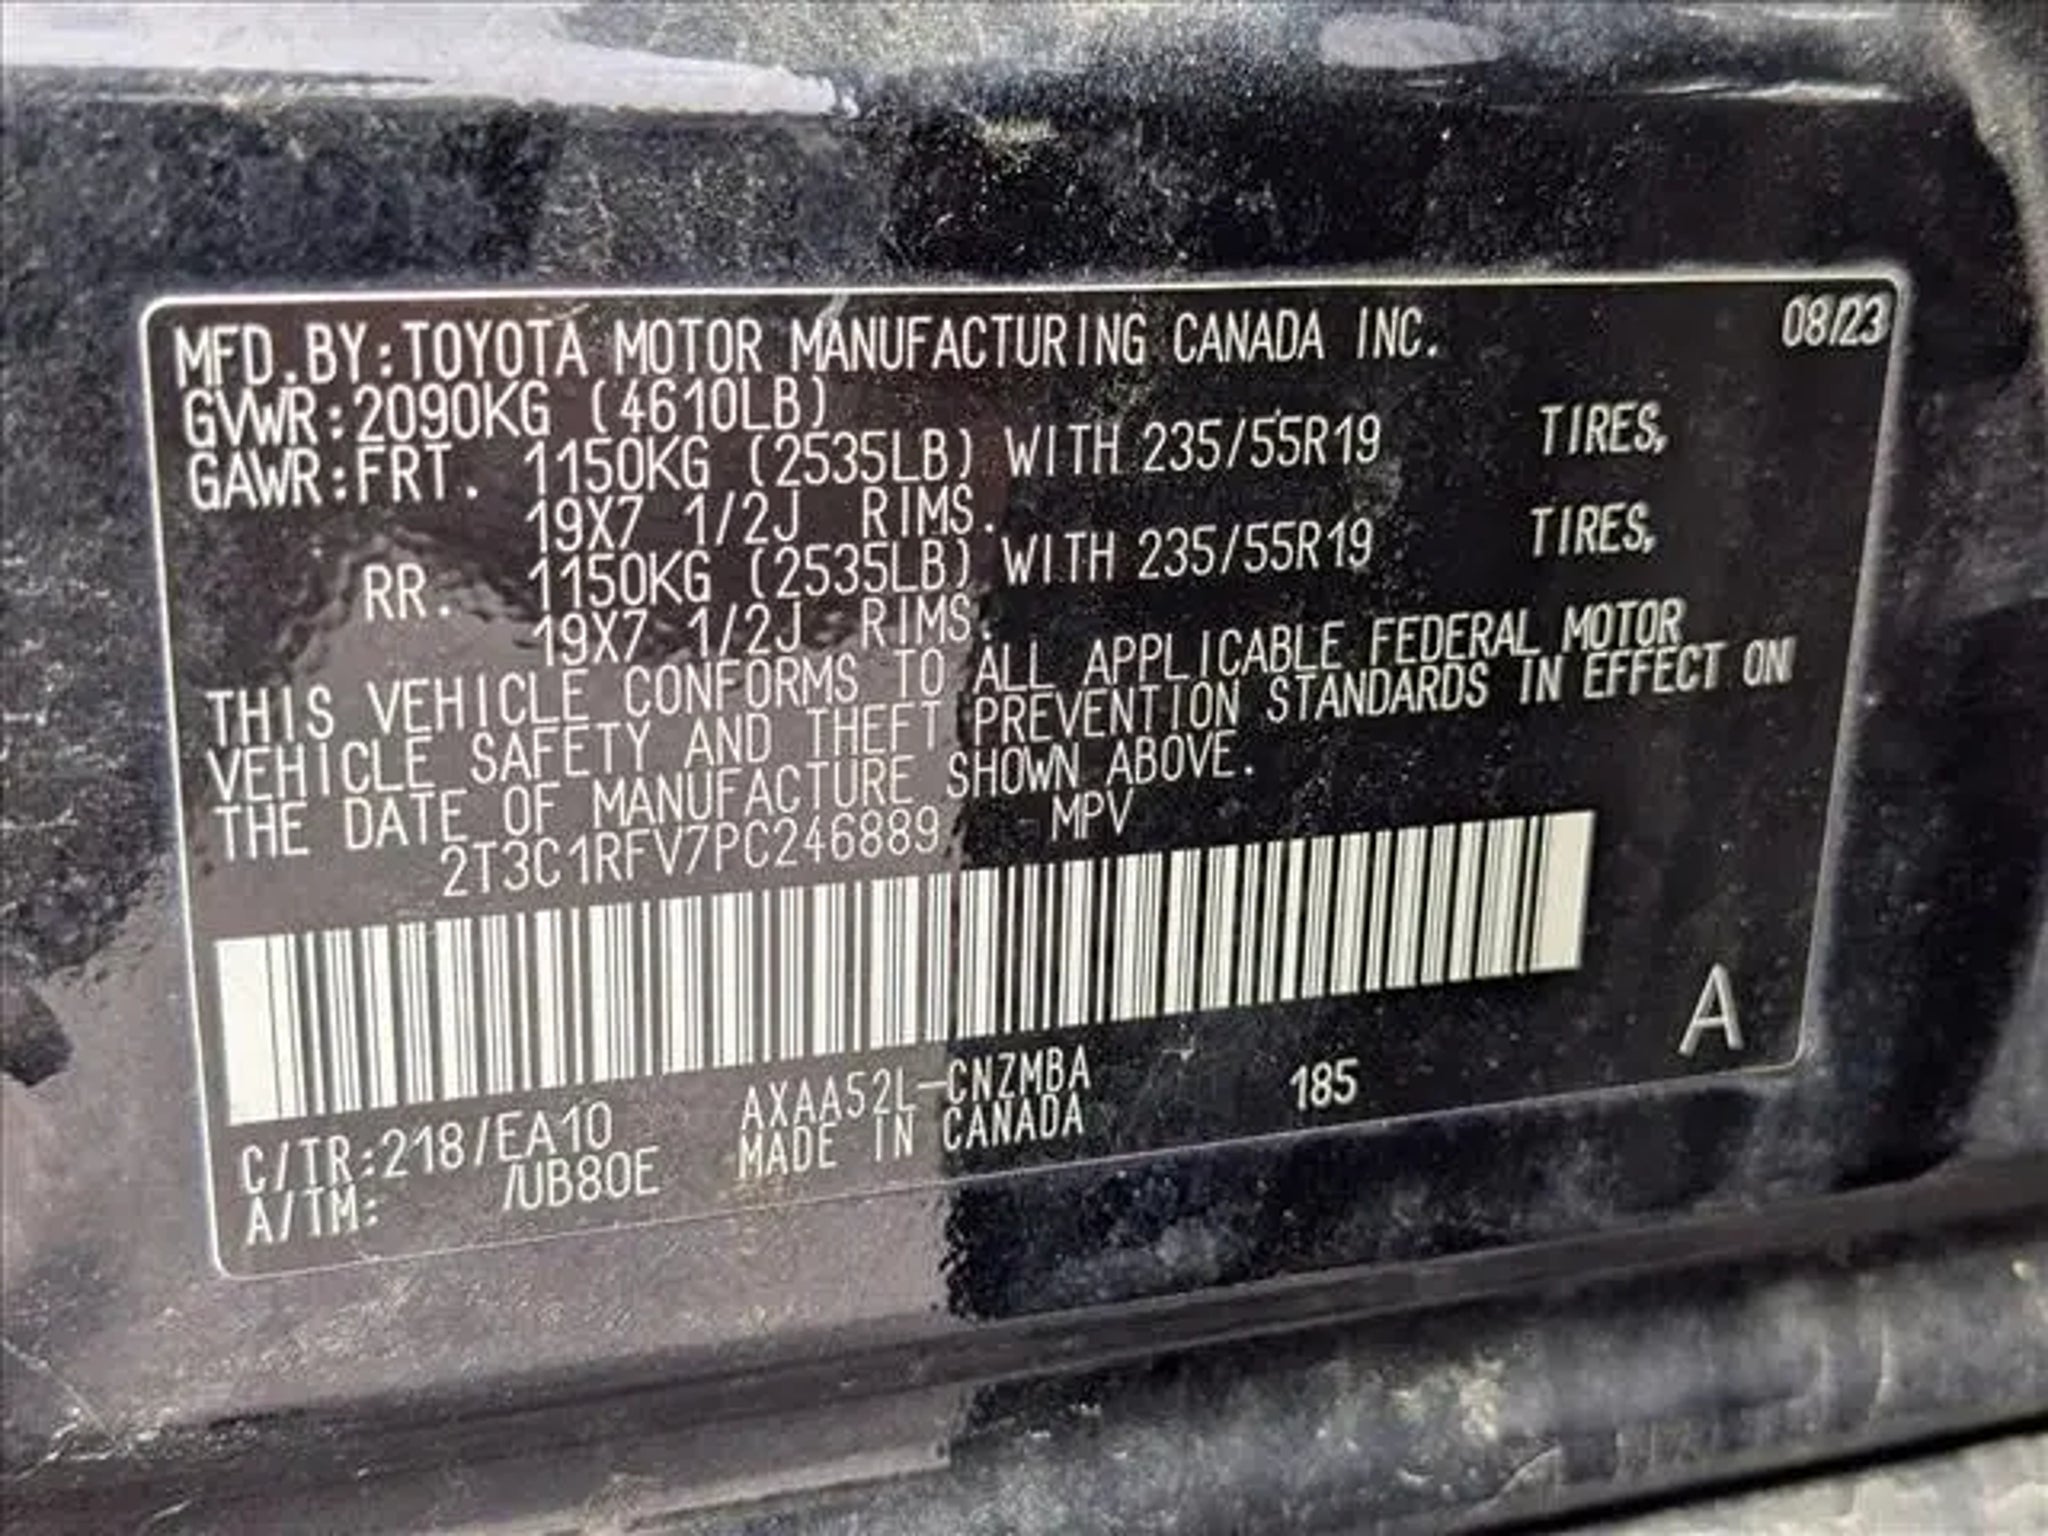 MFD.BY:TOYOTA MOTOR MANUFACTURING CANADA INC. 08/23
GVWR:2090KG (4610LB)
GAWR:FRT. 1150KG (2535LB) WITH 235/55R19 TIRES,
19X7 1/2J RIMS.
RR. 1150KG (2535LB) WITH 235/55R19 TIRES,
19X7 1/2J RIMS.
THIS VEHICLE CONFORMS TO ALL APPLICABLE FEDERAL MOTOR
VEHICLE SAFETY AND THEFT PREVENTION STANDARDS IN EFFECT ON
THE DATE OF MANUFACTURE SHOWN ABOVE.
2T3C1RFV7PC246889 MPV
A
C/TR:218/EA10 AXAA52L-CNZMBA 185
A/TM: /UB80E MADE IN CANADA